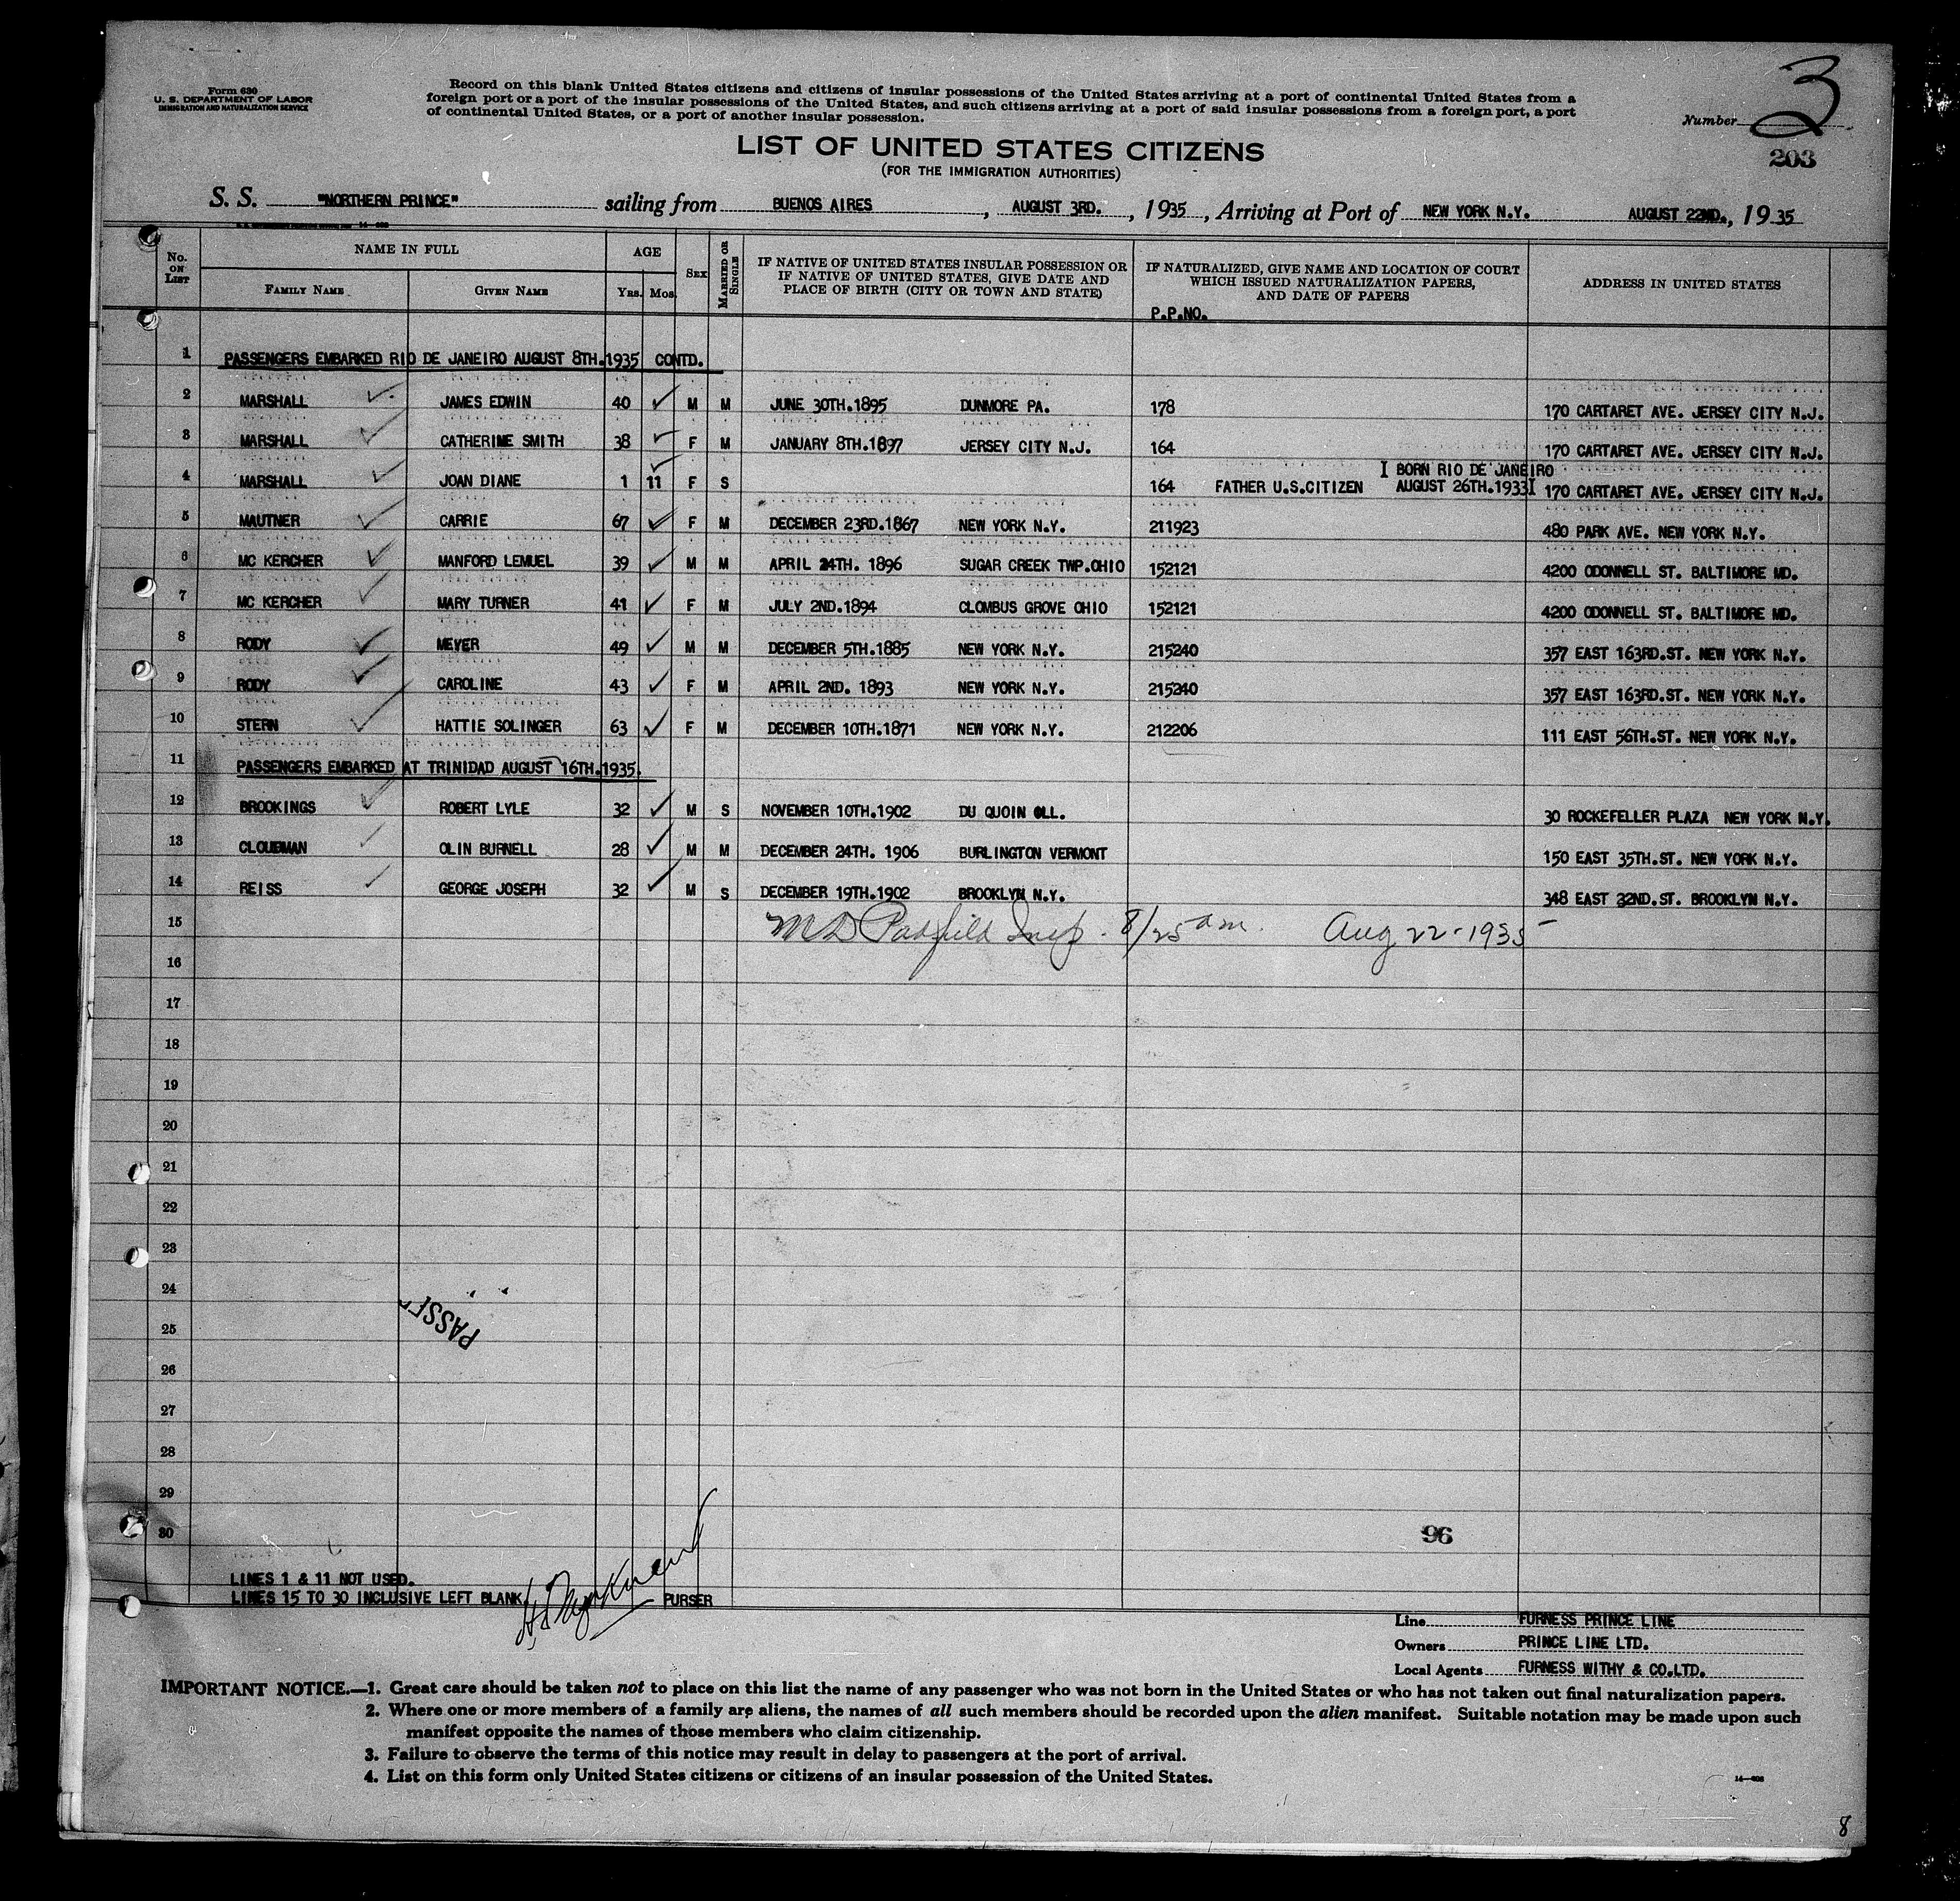 Form 630
U. S. DEPARTMENT OF LABOR
IMMIGRATION AND NATURALIZATION SERVICE
Record on this blank United States citizens and citizens of insular possessions of the United States arriving at a port of continental United States from a
foreign port or a port of the insular possessions of the United States, and such citizens arriving at a port of said insular possessions from a foreign port, a port
of continental United States, or a port of another insular possession.
Number 3
203
LIST OF UNITED STATES CITIZENS
(FOR THE IMMIGRATION AUTHORITIES)
S. S. "NORTHERN PRINCE" sailing from BUENOS AIRES, AUGUST 3RD., 1935, Arriving at Port of NEW YORK N.Y. AUGUST 22ND., 1935
No. ON LIST NAME IN FULL FAMILY NAME GIVEN NAME AGE Yrs. Mos. SEX MARRIED OR SINGLE IF NATIVE OF UNITED STATES INSULAR POSSESSION OR IF NATIVE OF UNITED STATES, GIVE DATE AND PLACE OF BIRTH (CITY OR TOWN AND STATE) IF NATURALIZED, GIVE NAME AND LOCATION OF COURT WHICH ISSUED NATURALIZATION PAPERS, AND DATE OF PAPERS ADDRESS IN UNITED STATES
P.P.NO.
1 PASSENGERS EMBARKED RIO DE JANEIRO AUGUST 8TH.1935 CONTD.
2 MARSHALL JAMES EDWIN 40 M M JUNE 30TH.1895 DUNMORE PA. 178 170 CARTARET AVE. JERSEY CITY N.J.
3 MARSHALL CATHERINE SMITH 38 F M JANUARY 8TH.1897 JERSEY CITY N.J. 164 170 CARTARET AVE. JERSEY CITY N.J.
4 MARSHALL JOAN DIANE 1 11 F S 164 FATHER U.S.CITIZEN BORN RIO DE JANEIRO AUGUST 26TH.1933 170 CARTARET AVE. JERSEY CITY N.J.
5 MAUTNER CARRIE 67 F M DECEMBER 23RD.1867 NEW YORK N.Y. 211923 480 PARK AVE. NEW YORK N.Y.
6 MC KERCHER MANFORD LEMUEL 39 M M APRIL 24TH. 1896 SUGAR CREEK TWP.OHIO 152121 4200 ODONNELL ST. BALTIMORE MD.
7 MC KERCHER MARY TURNER 41 F M JULY 2ND.1894 CLOMBUS GROVE OHIO 152121 4200 ODONNELL ST. BALTIMORE MD.
8 RODY MEYER 49 M M DECEMBER 5TH.1885 NEW YORK N.Y. 215240 357 EAST 163RD.ST. NEW YORK N.Y.
9 RODY CAROLINE 43 F M APRIL 2ND. 1893 NEW YORK N.Y. 215240 357 EAST 163RD.ST. NEW YORK N.Y.
10 STERN HATTIE SOLINGER 63 F M DECEMBER 10TH.1871 NEW YORK N.Y. 212206 111 EAST 56TH.ST. NEW YORK N.Y.
11 PASSENGERS EMBARKED AT TRINIDAD AUGUST 16TH.1935.
12 BROOKINGS ROBERT LYLE 32 M S NOVEMBER 10TH.1902 DU QUOIN OLL. 30 ROCKEFELLER PLAZA NEW YORK N.Y.
13 CLOUDMAN OLIN BURNELL 28 M M DECEMBER 24TH. 1906 BURLINGTON VERMONT 150 EAST 35TH.ST. NEW YORK N.Y.
14 REISS GEORGE JOSEPH 32 M S DECEMBER 19TH.1902 BROOKLYN N.Y. 348 EAST 32ND.ST. BROOKLYN N.Y.
15 M D Padfield Insp. 8/25 am. Aug 22-1935
16
17
18
19
20
21
22
23
24
25
PASSE
26
27
28
29
30
96
LINES 1 & 11 NOT USED.
LINES 15 TO 30 INCLUSIVE LEFT BLANK. PURSER
Line FURNESS PRINCE LINE
Owners PRINCE LINE LTD.
Local Agents FURNESS WITHY & CO.LTD.
IMPORTANT NOTICE.—1. Great care should be taken not to place on this list the name of any passenger who was not born in the United States or who has not taken out final naturalization papers.
2. Where one or more members of a family are aliens, the names of all such members should be recorded upon the alien manifest. Suitable notation may be made upon such
manifest opposite the names of those members who claim citizenship.
3. Failure to observe the terms of this notice may result in delay to passengers at the port of arrival.
4. List on this form only United States citizens or citizens of an insular possession of the United States.
8